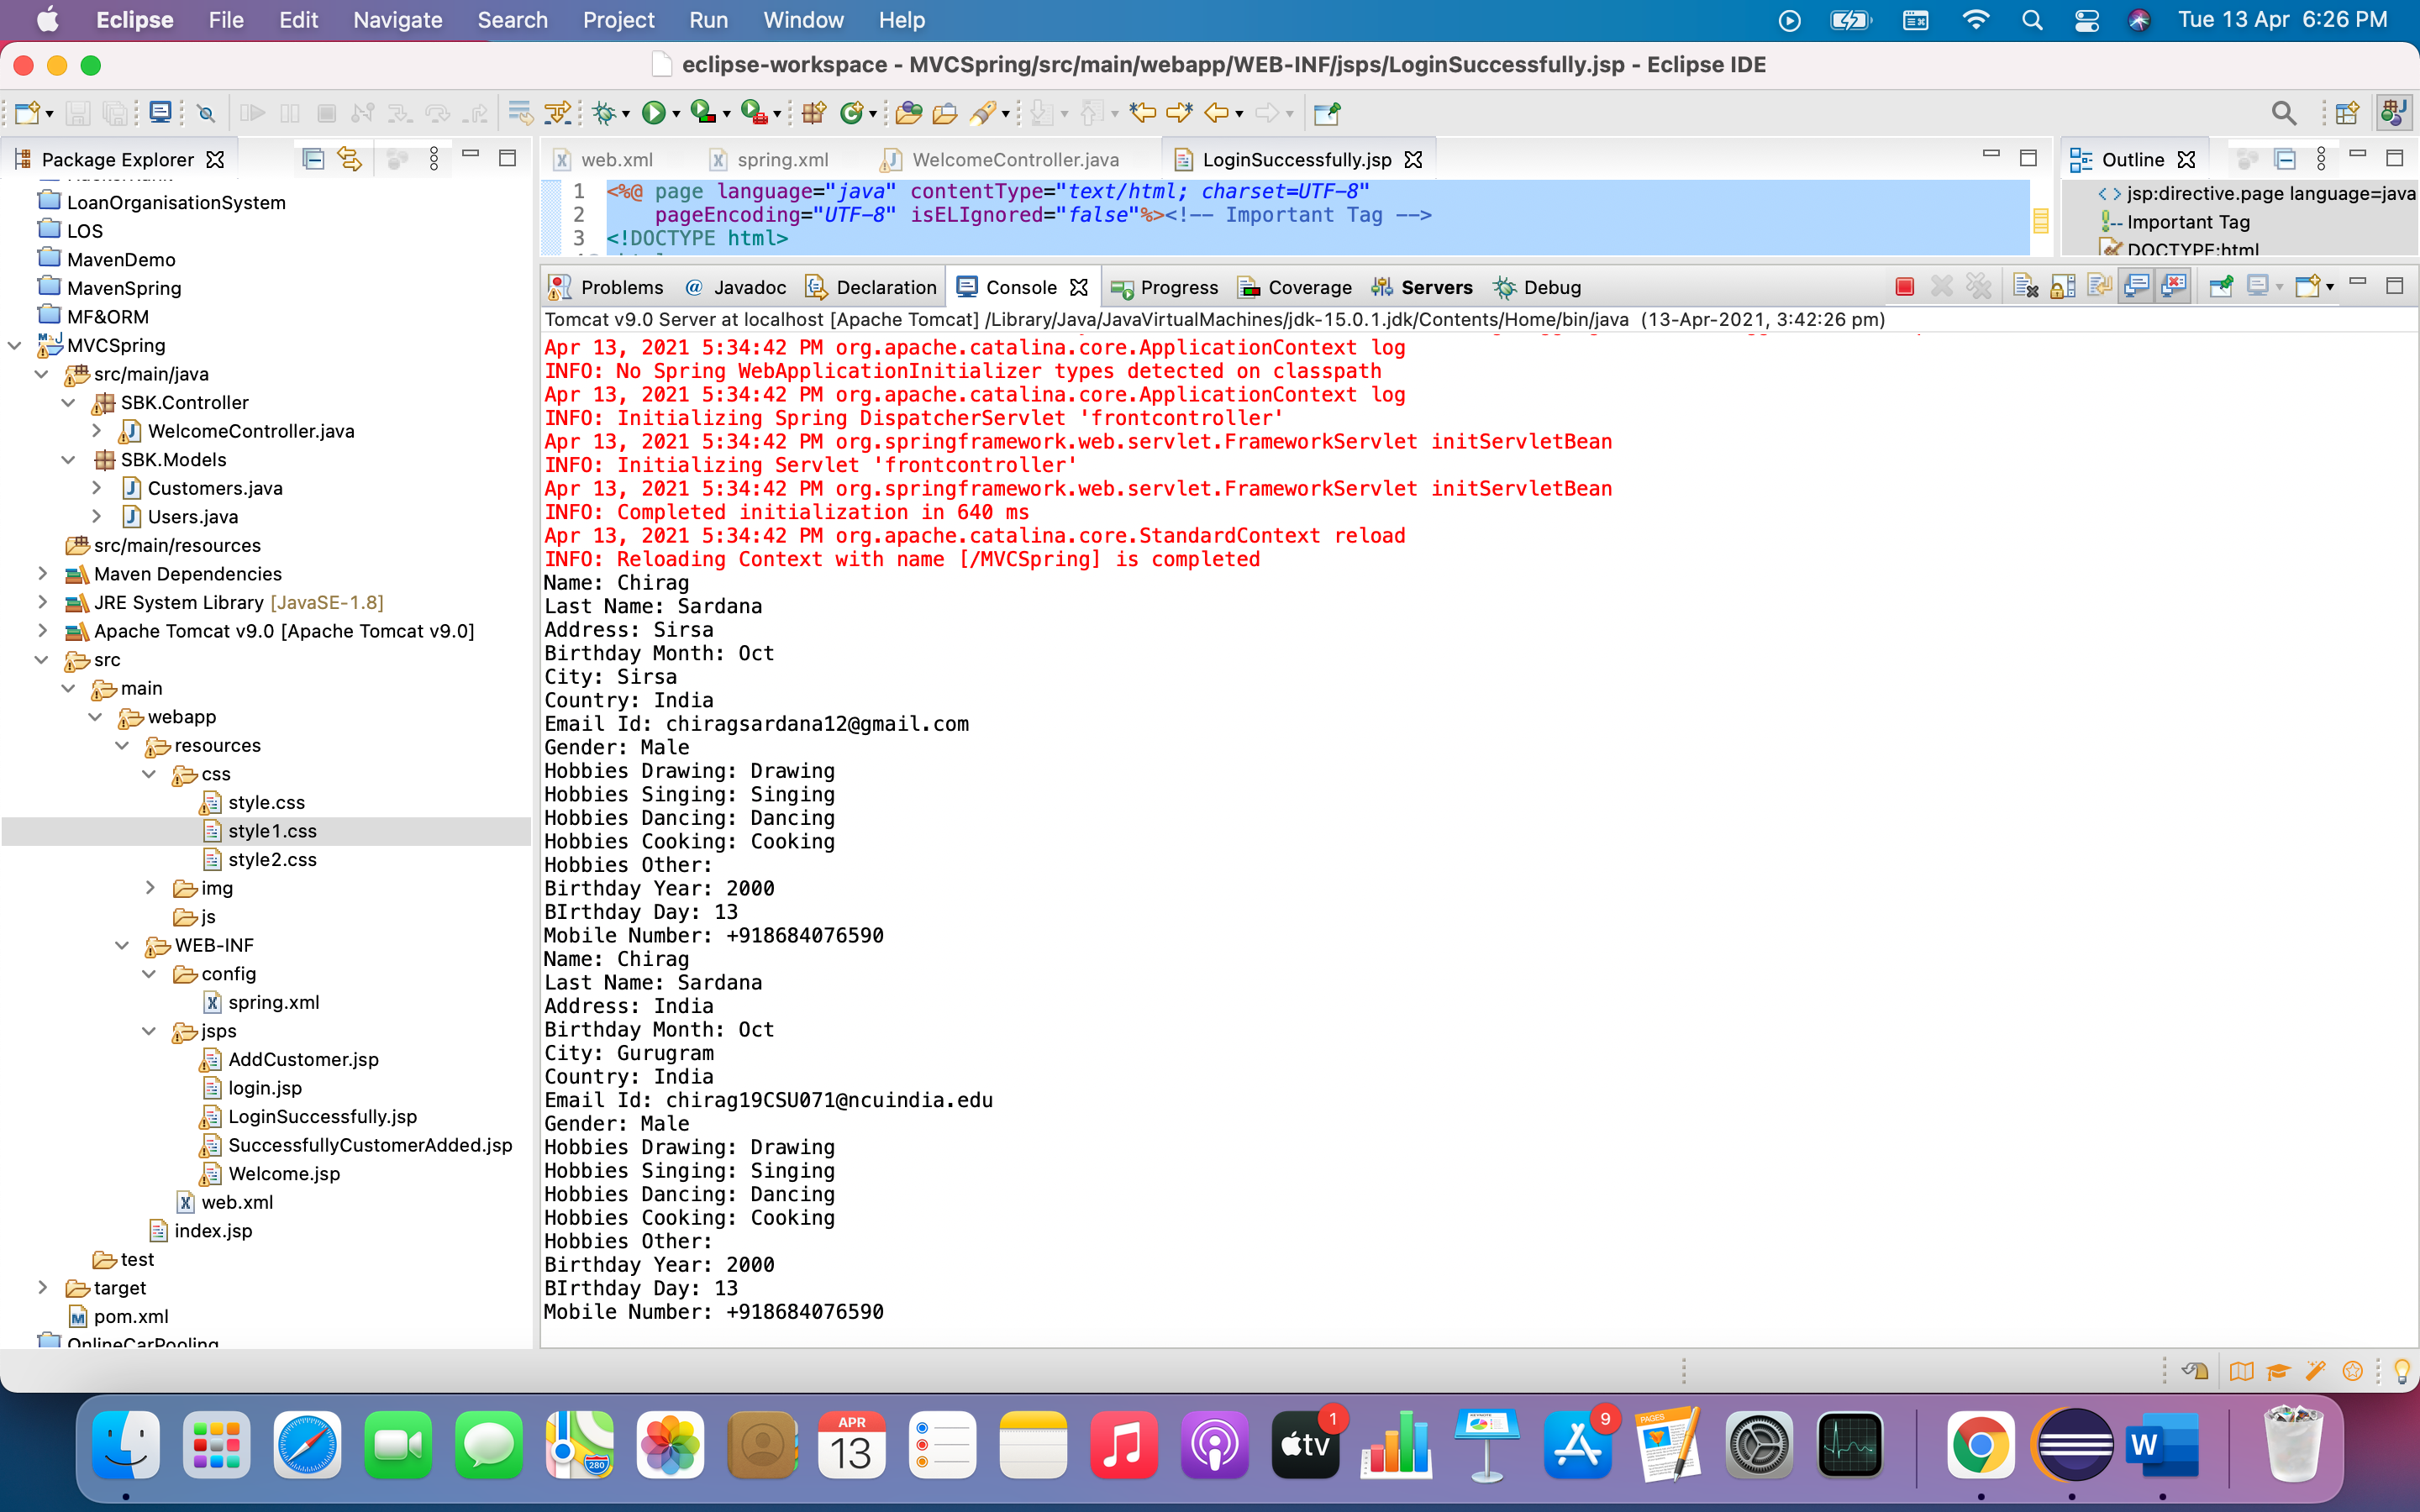 Eclipse File Edit Navigate Search Project Run Window Help Tue 13 Apr 6:26 PM
eclipse-workspace - MVCSpring/src/main/webapp/WEB-INF/jsps/LoginSuccessfully.jsp - Eclipse IDE
Package Explorer
LoanOrganisationSystem
LOS
MavenDemo
MavenSpring
MF&ORM
MVCSpring
src/main/java
SBK.Controller
WelcomeController.java
SBK.Models
Customers.java
Users.java
src/main/resources
Maven Dependencies
JRE System Library [JavaSE-1.8]
Apache Tomcat v9.0 [Apache Tomcat v9.0]
src
main
webapp
resources
css
style.css
style1.css
style2.css
img
js
WEB-INF
config
spring.xml
jsps
AddCustomer.jsp
login.jsp
LoginSuccessfully.jsp
SuccessfullyCustomerAdded.jsp
Welcome.jsp
web.xml
index.jsp
test
target
pom.xml
OnlineCarPooling
web.xml spring.xml WelcomeController.java LoginSuccessfully.jsp
1 <%@ page language="java" contentType="text/html; charset=UTF-8"
2 pageEncoding="UTF-8" isELIgnored="false"%><!-- Important Tag -->
3 <!DOCTYPE html>
Outline
jsp:directive.page language=java
Important Tag
DOCTYPE:html
Problems Javadoc Declaration Console Progress Coverage Servers Debug
Tomcat v9.0 Server at localhost [Apache Tomcat] /Library/Java/JavaVirtualMachines/jdk-15.0.1.jdk/Contents/Home/bin/java (13-Apr-2021, 3:42:26 pm)
Apr 13, 2021 5:34:42 PM org.apache.catalina.core.ApplicationContext log
INFO: No Spring WebApplicationInitializer types detected on classpath
Apr 13, 2021 5:34:42 PM org.apache.catalina.core.ApplicationContext log
INFO: Initializing Spring DispatcherServlet 'frontcontroller'
Apr 13, 2021 5:34:42 PM org.springframework.web.servlet.FrameworkServlet initServletBean
INFO: Initializing Servlet 'frontcontroller'
Apr 13, 2021 5:34:42 PM org.springframework.web.servlet.FrameworkServlet initServletBean
INFO: Completed initialization in 640 ms
Apr 13, 2021 5:34:42 PM org.apache.catalina.core.StandardContext reload
INFO: Reloading Context with name [/MVCSpring] is completed
Name: Chirag
Last Name: Sardana
Address: Sirsa
Birthday Month: Oct
City: Sirsa
Country: India
Email Id: chiragsardana12@gmail.com
Gender: Male
Hobbies Drawing: Drawing
Hobbies Singing: Singing
Hobbies Dancing: Dancing
Hobbies Cooking: Cooking
Hobbies Other:
Birthday Year: 2000
BIrthday Day: 13
Mobile Number: +918684076590
Name: Chirag
Last Name: Sardana
Address: India
Birthday Month: Oct
City: Gurugram
Country: India
Email Id: chirag19CSU071@ncuindia.edu
Gender: Male
Hobbies Drawing: Drawing
Hobbies Singing: Singing
Hobbies Dancing: Dancing
Hobbies Cooking: Cooking
Hobbies Other:
Birthday Year: 2000
BIrthday Day: 13
Mobile Number: +918684076590
280
APR
13
tv
1
9
PAGES
W